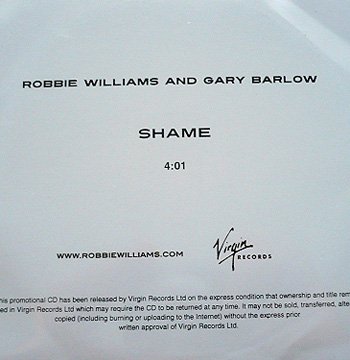 ROBBIE WILLIAMS AND GARY BARLOW
SHAME
4:01
WWW.ROBBIEWILLIAMS.COM
Virgin
RECORDS
his promotional CD has been released by Virgin Records Ltd on the express condition that ownership and title rem
ed in Virgin Records Ltd which may require the CD to be returned at any time. It may not be sold, transferred, alte
copied (including burning or uploading to the Internet) without the express prior
written approval of Virgin Records Ltd.